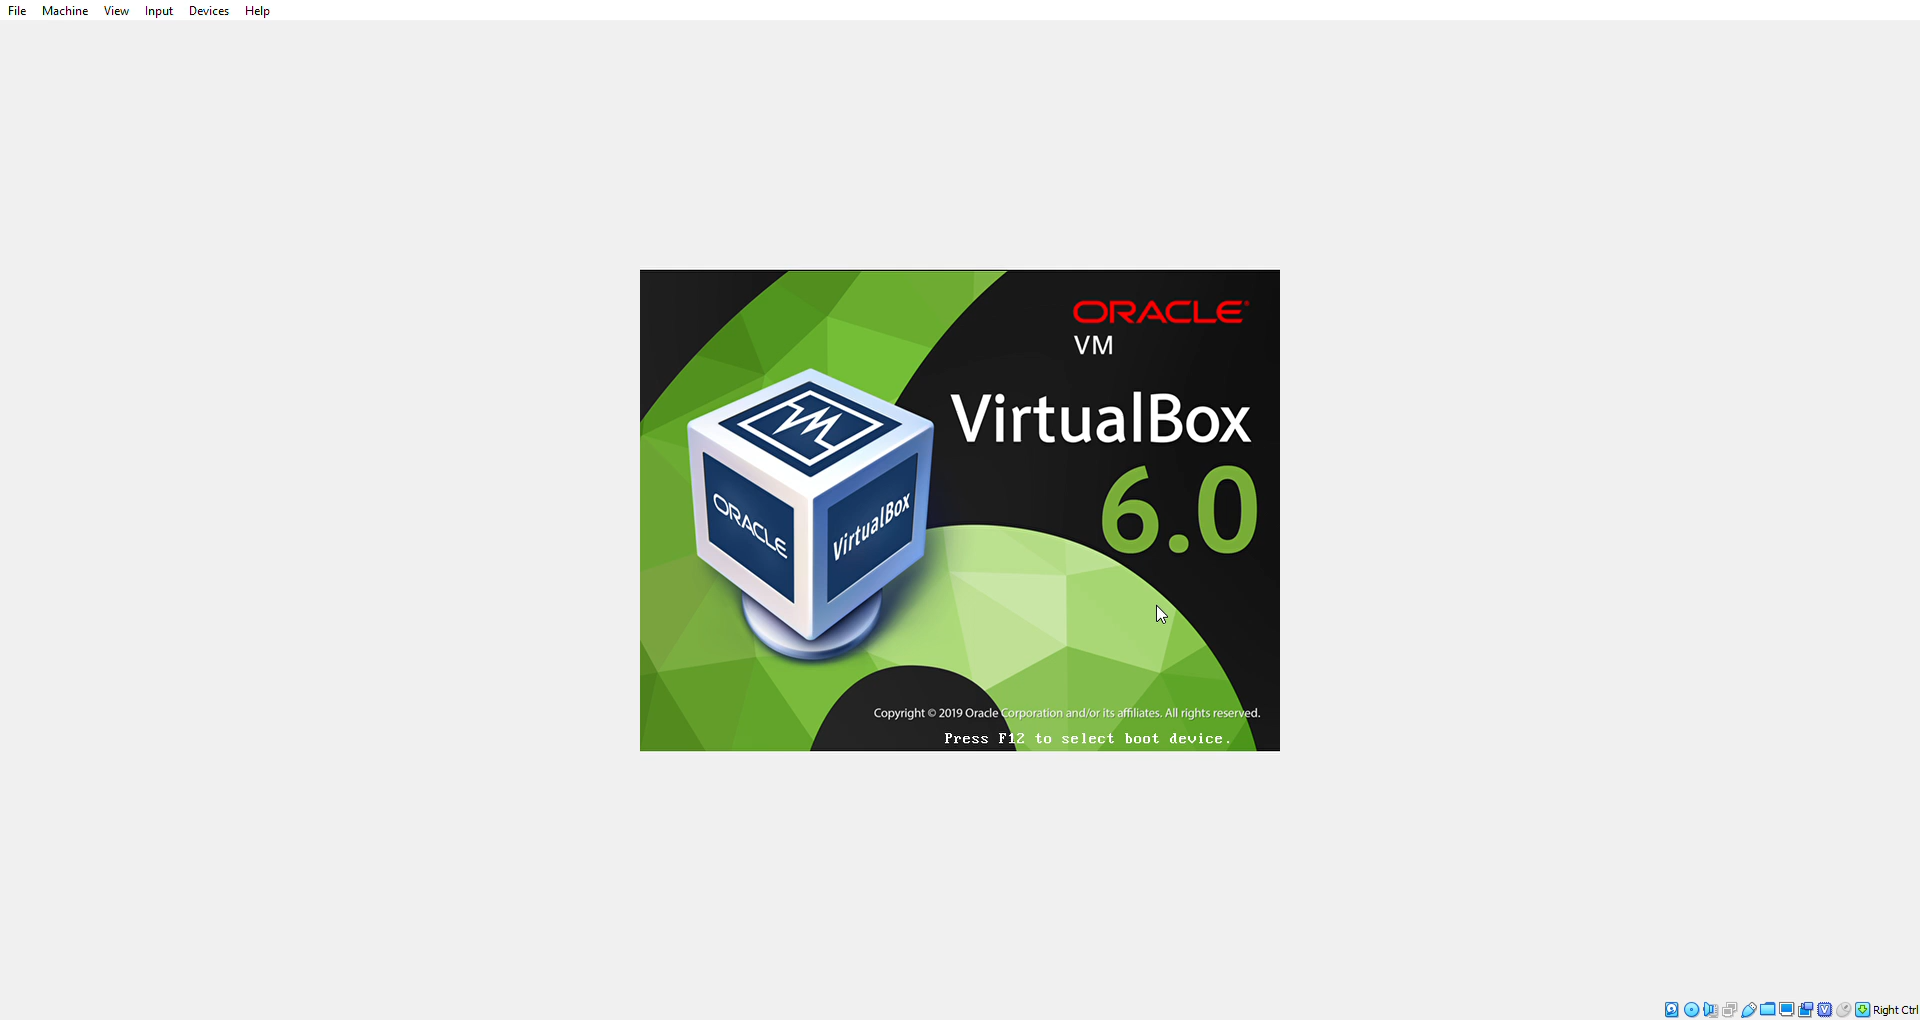 File Machine View Input Devices Help
ORACLE®
VM
VirtualBox
6.0
ORACLE
VirtualBox
Copyright © 2019 Oracle Corporation and/or its affiliates. All rights reserved.
Press F12 to select boot device.
Right Ctrl